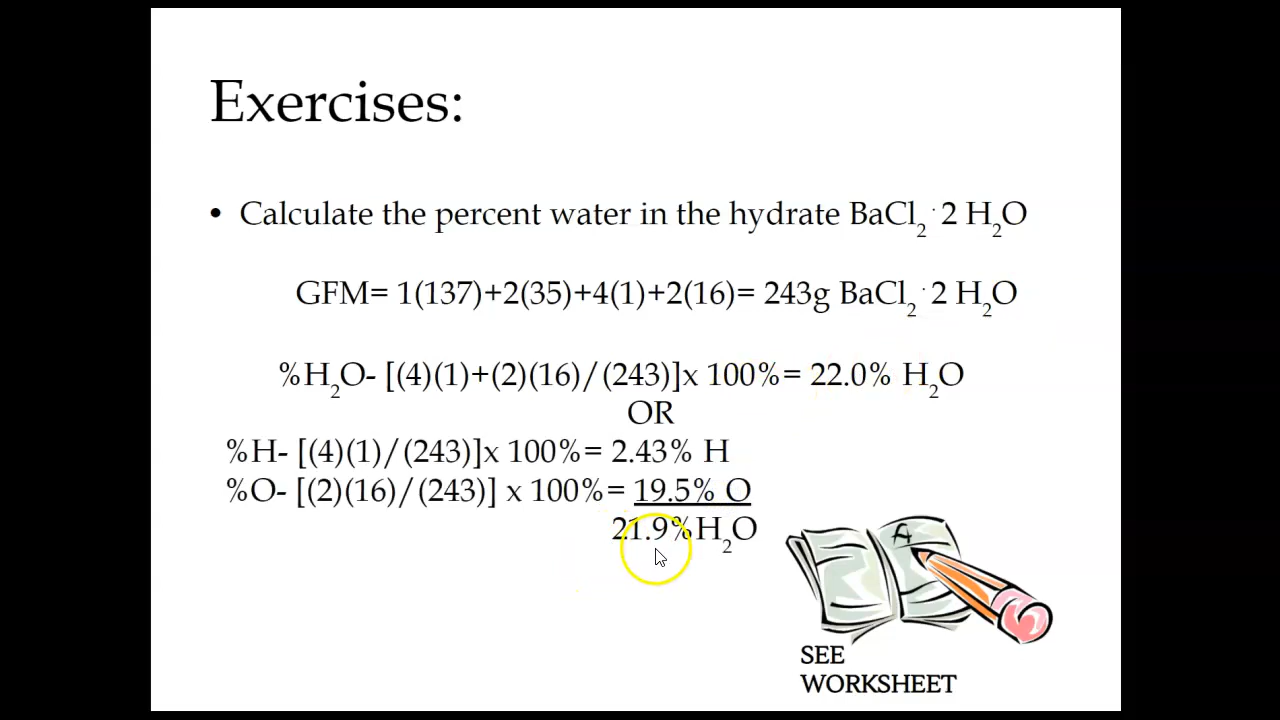 Exercises:
• Calculate the percent water in the hydrate BaCl₂ · 2 H₂O
GFM= 1(137)+2(35)+4(1)+2(16)= 243g BaCl₂ · 2 H₂O
%H₂O- [(4)(1)+(2)(16)/(243)]x 100%= 22.0% H₂O
OR
%H- [(4)(1)/(243)]x 100%= 2.43% H
%O- [(2)(16)/(243)] x 100%= 19.5% O
21.9%H₂O
A
SEE
WORKSHEET